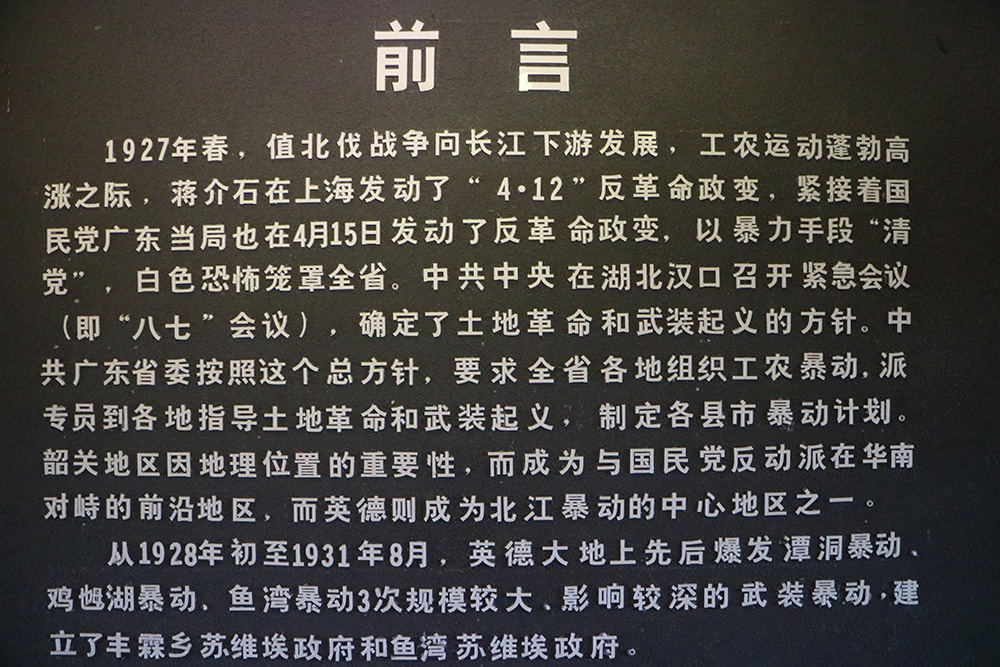 前言
1927年春，值北伐战争向长江下游发展，工农运动蓬勃高
涨之际，蒋介石在上海发动了“4·12”反革命政变，紧接着国
民党广东当局也在4月15日发动了反革命政变，以暴力手段“清
党”，白色恐怖笼罩全省。中共中央在湖北汉口召开紧急会议
（即“八七”会议），确定了土地革命和武装起义的方针。中
共广东省委按照这个总方针，要求全省各地组织工农暴动，派
专员到各地指导土地革命和武装起义，制定各县市暴动计划。
韶关地区因地理位置的重要性，而成为与国民党反动派在华南
对峙的前沿地区，而英德则成为北江暴动的中心地区之一。
从1928年初至1931年8月，英德大地上先后爆发潭洞暴动、
鸡乸湖暴动、鱼湾暴动3次规模较大、影响较深的武装暴动，建
立了丰霖乡苏维埃政府和鱼湾苏维埃政府。